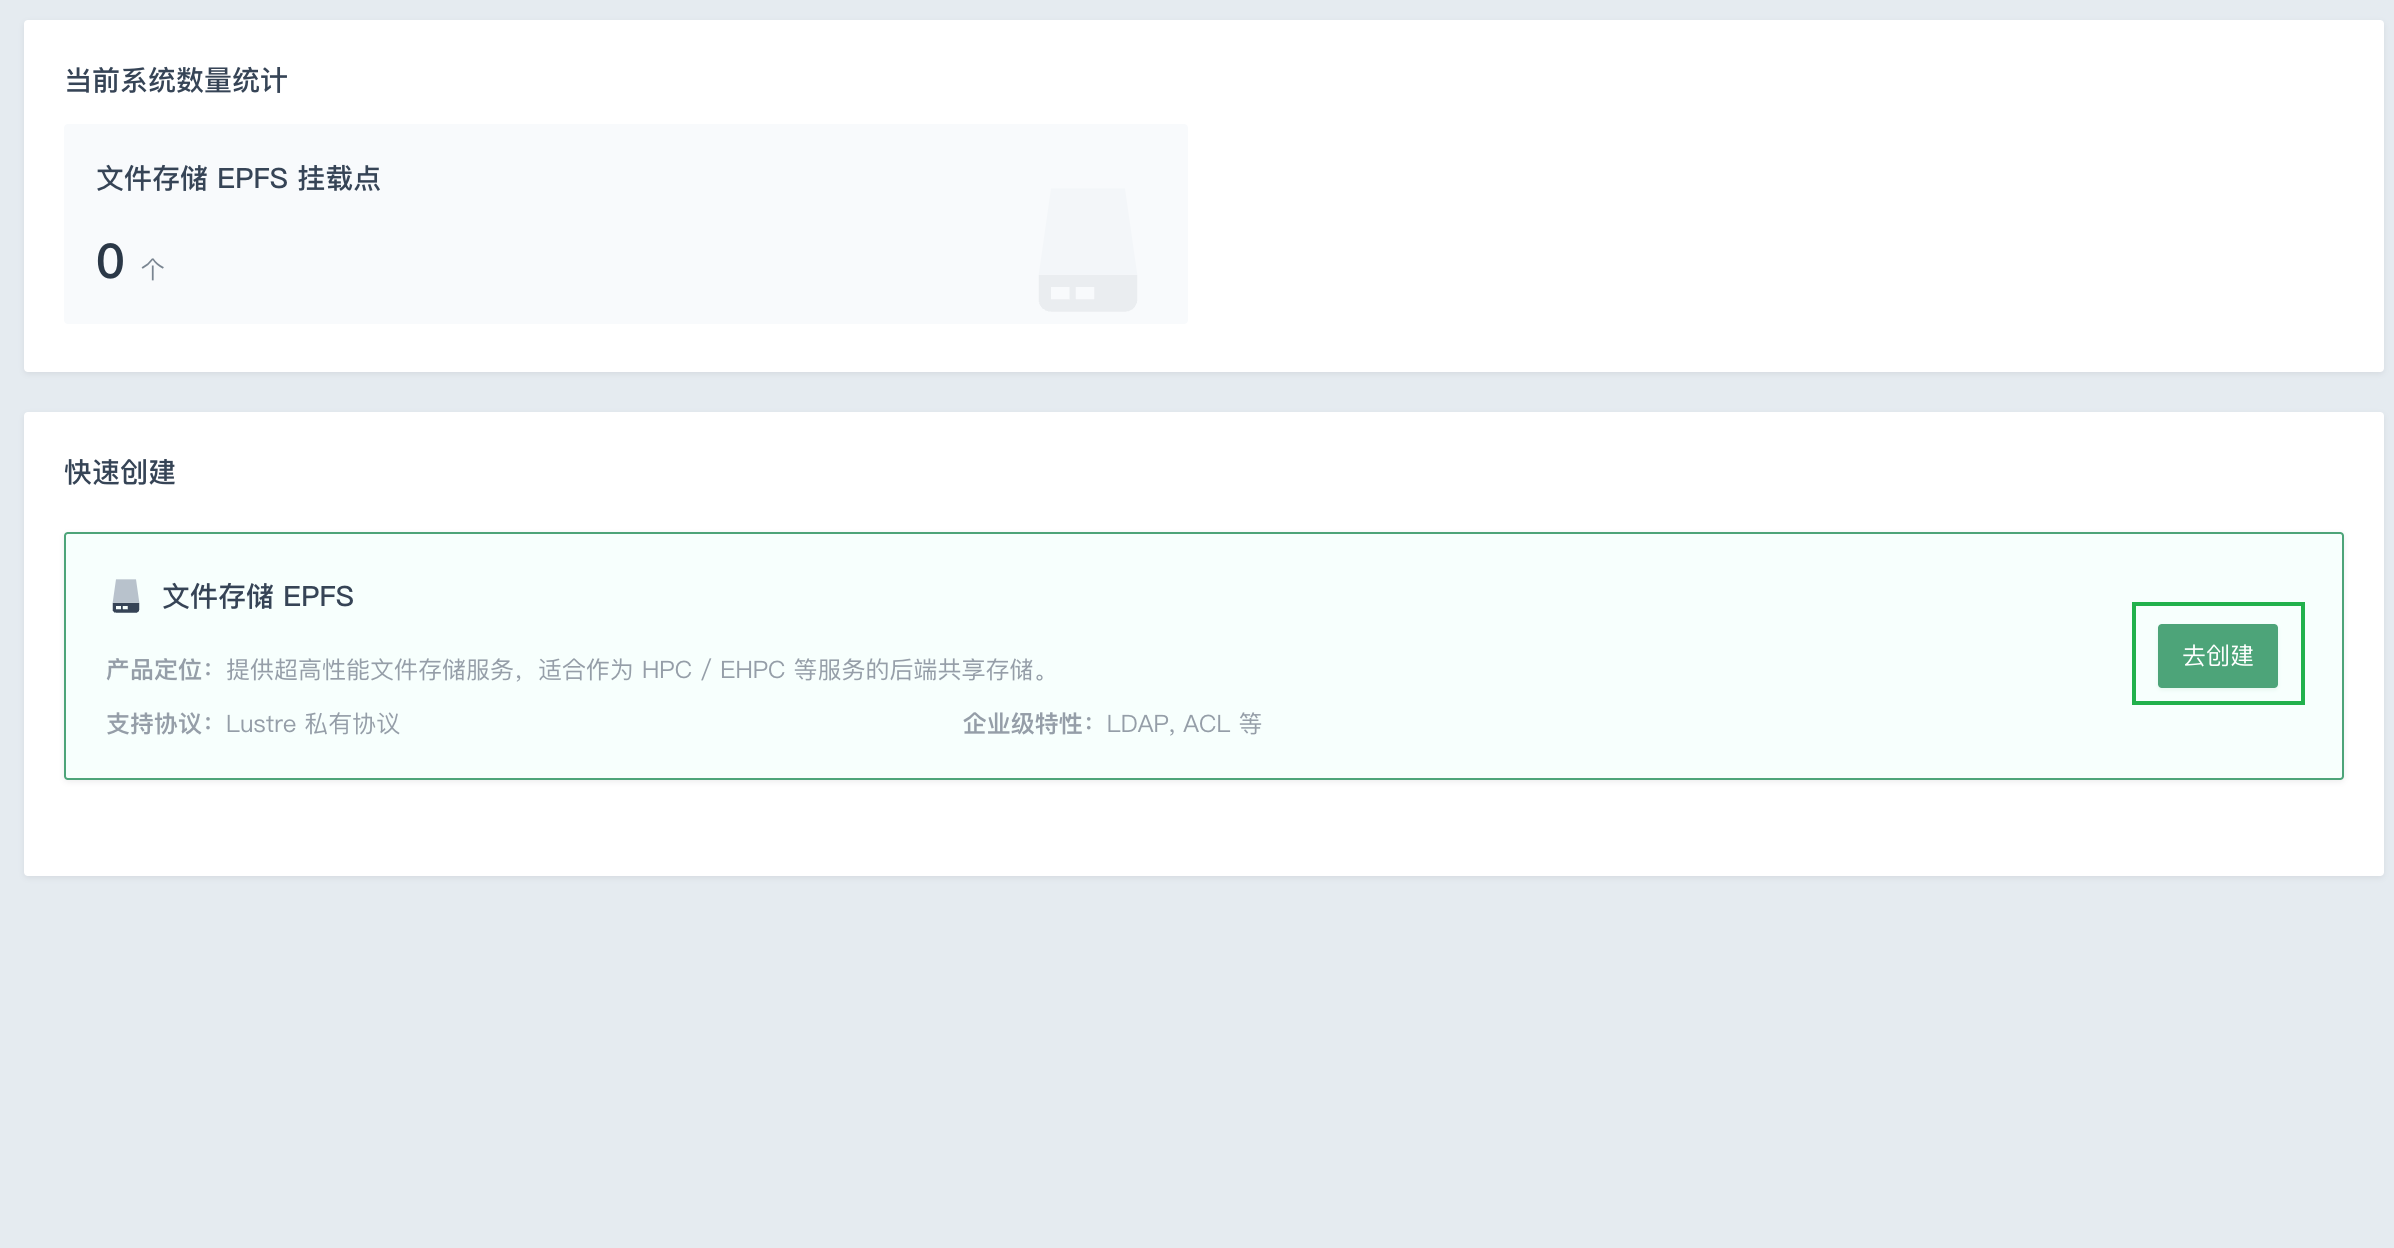 当前系统数量统计
文件存储 EPFS 挂载点
0 个
快速创建
文件存储 EPFS
产品定位：提供超高性能文件存储服务，适合作为 HPC / EHPC 等服务的后端共享存储。
去创建
支持协议：Lustre 私有协议 企业级特性：LDAP, ACL 等